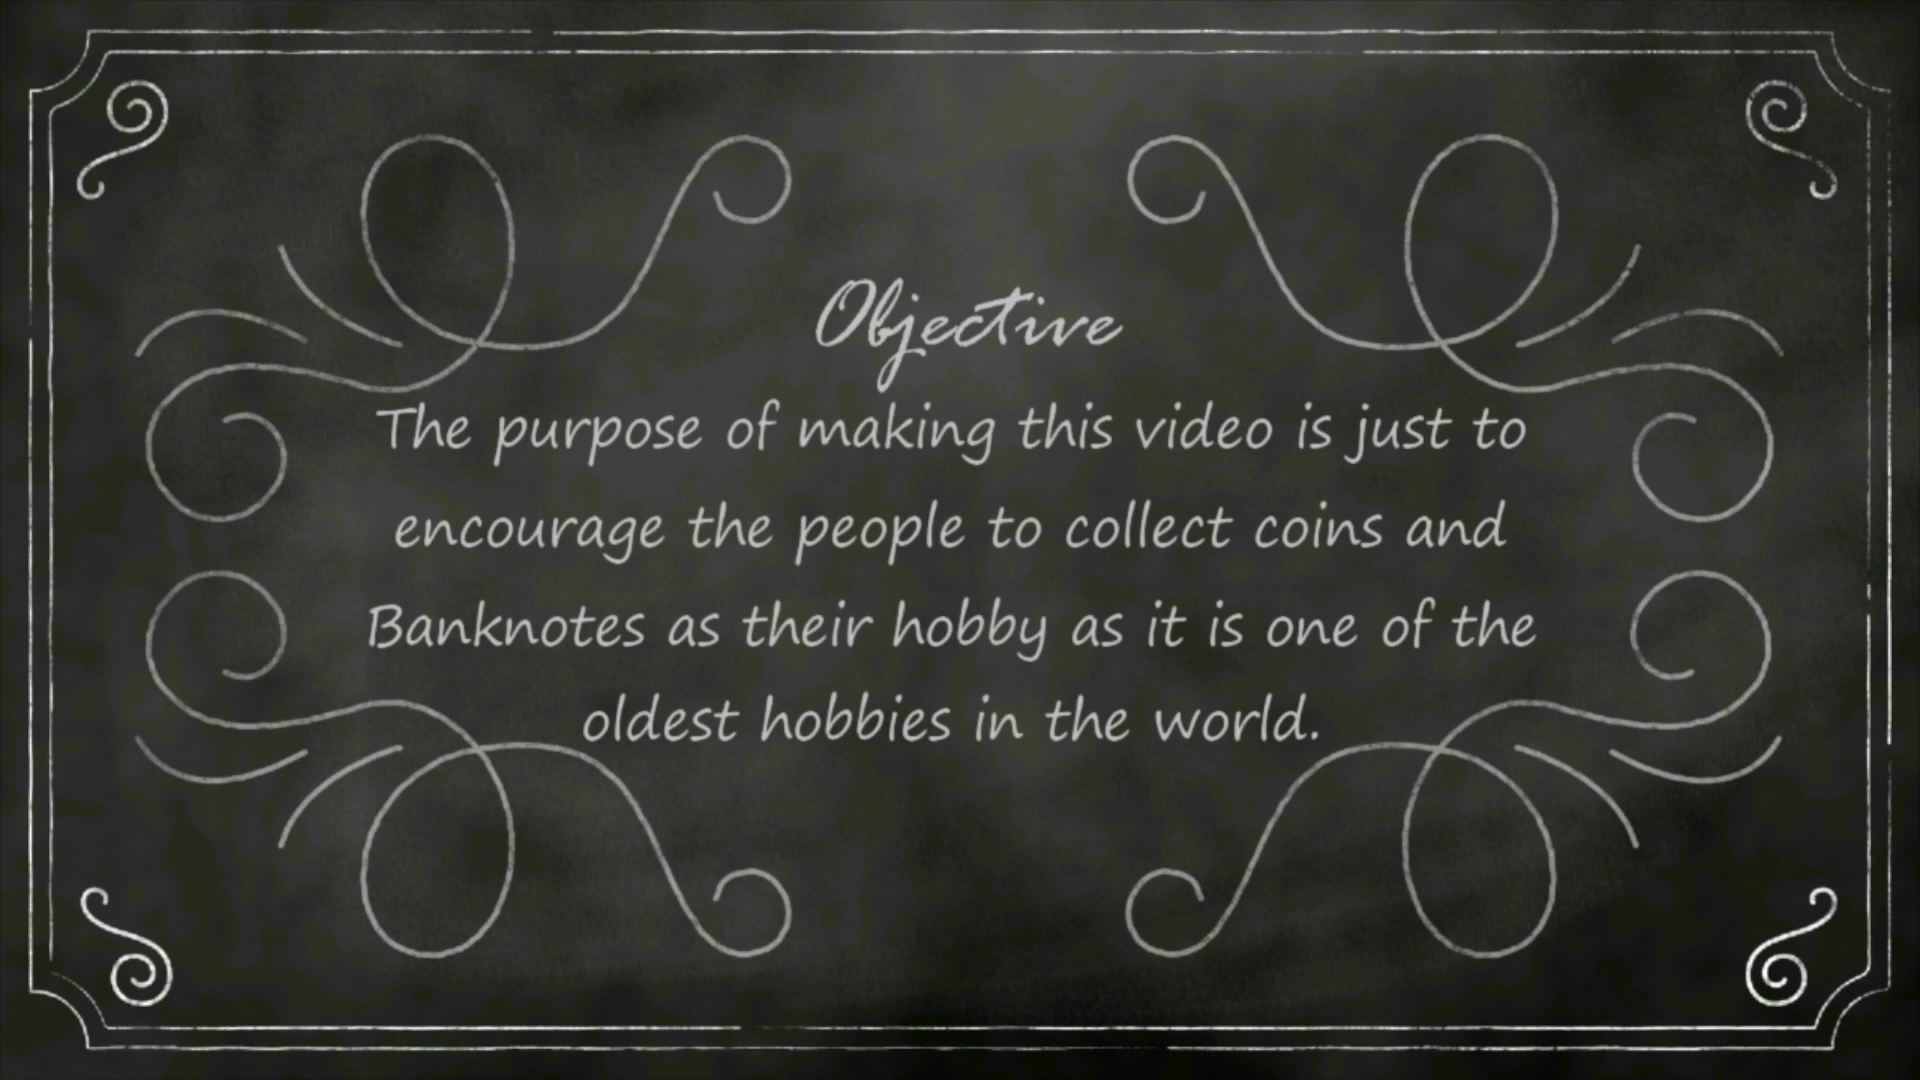 Objective
The purpose of making this video is just to
encourage the people to collect coins and
Banknotes as their hobby as it is one of the
oldest hobbies in the world.